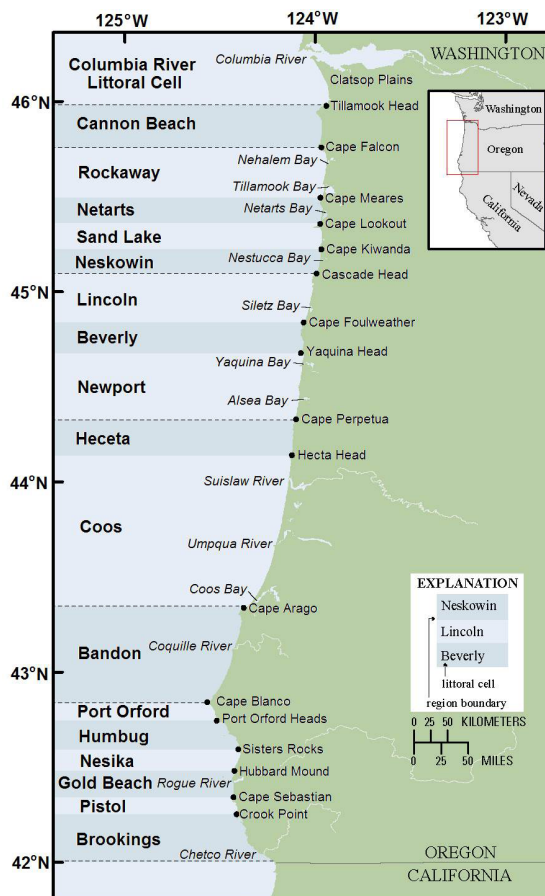 125°W
124°W
123°W
Columbia River
WASHINGTON
Columbia River
Littoral Cell
Clatsop Plains
46°N
Tillamook Head
Cannon Beach
Cape Falcon
Nehalem Bay
Rockaway
Tillamook Bay
Cape Meares
Netarts
Netarts Bay
Cape Lookout
Sand Lake
Cape Kiwanda
Neskowin
Nestucca Bay
Cascade Head
45°N
Lincoln
Siletz Bay
Cape Foulweather
Beverly
Yaquina Head
Yaquina Bay
Newport
Alsea Bay
Cape Perpetua
Heceta
Hecta Head
44°N
Suislaw River
Coos
Umpqua River
Coos Bay
Cape Arago
Bandon
Coquille River
43°N
Cape Blanco
Port Orford
Port Orford Heads
Humbug
Sisters Rocks
Nesika
Hubbard Mound
Gold Beach
Rogue River
Cape Sebastian
Pistol
Crook Point
Brookings
Chetco River
42°N
OREGON
CALIFORNIA
Washington
Oregon
Nevada
California
EXPLANATION
Neskowin
Lincoln
Beverly
littoral cell
region boundary
0 25 50 KILOMETERS
0 25 50 MILES